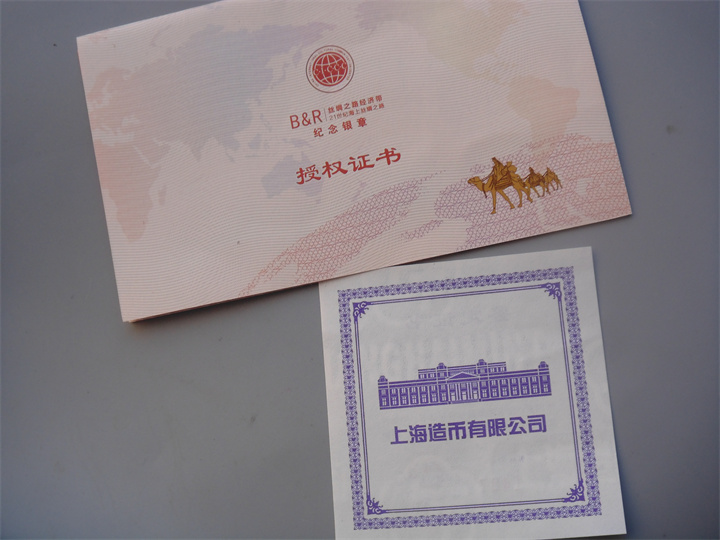 B&R
丝绸之路经济带
21世纪海上丝绸之路
纪念银章
授权证书
上海造币有限公司